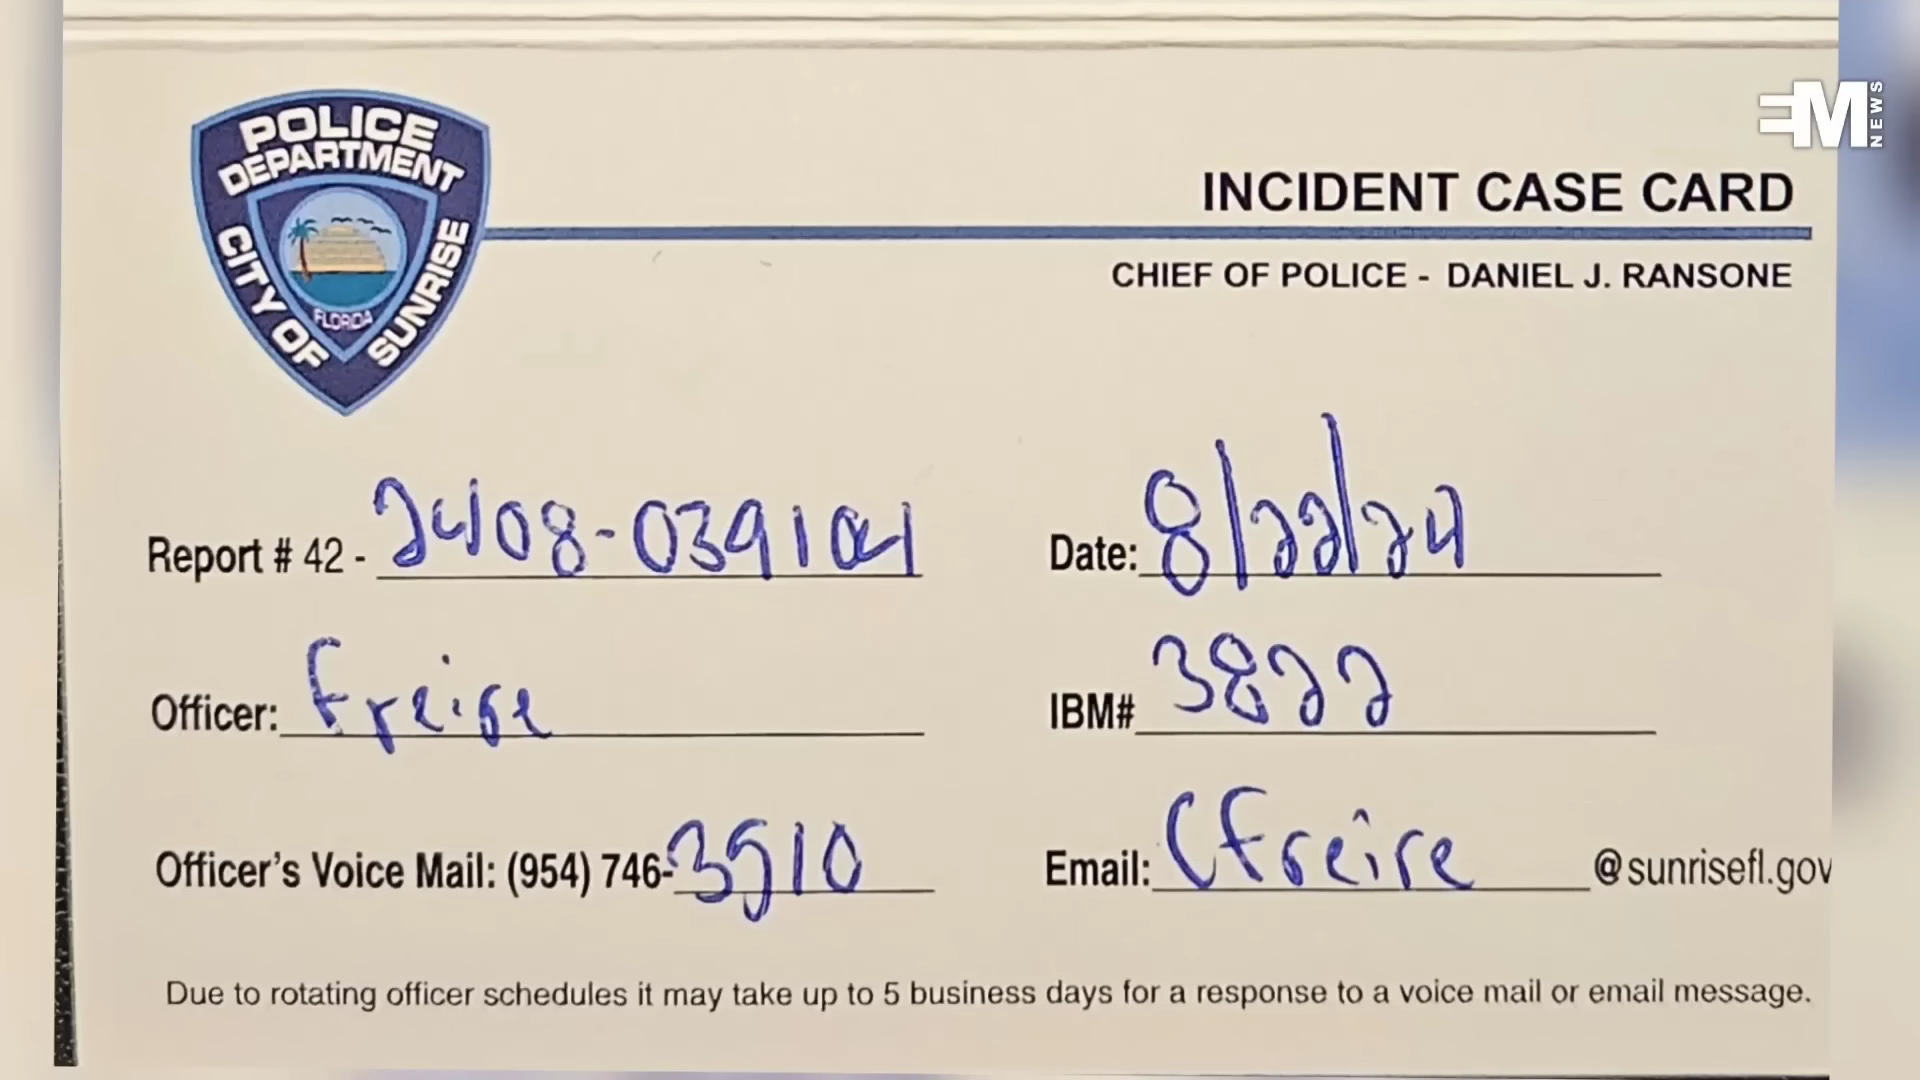 POLICE
DEPARTMENT
CITY OF SUNRISE
FLORIDA
EM NEWS
INCIDENT CASE CARD
CHIEF OF POLICE - DANIEL J. RANSONE
Report # 42 - 2408-039104
Date: 8/22/24
Officer: Freire
IBM# 3822
Officer's Voice Mail: (954) 746-3510
Email: Cfreire @sunrisefl.gov
Due to rotating officer schedules it may take up to 5 business days for a response to a voice mail or email message.